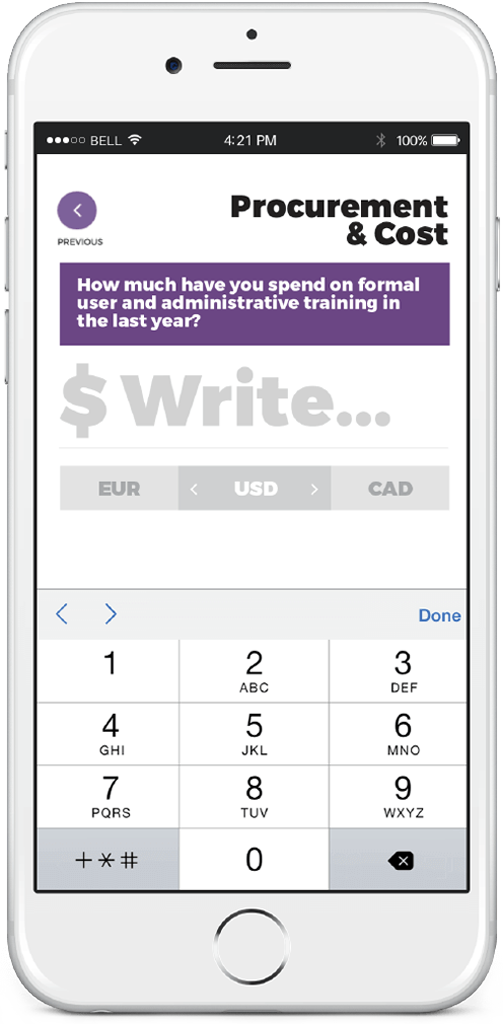 BELL 4:21 PM 100%
Procurement
& Cost
PREVIOUS
How much have you spend on formal
user and administrative training in
the last year?
$ Write...
EUR < USD > CAD
< > Done
1 2 3
ABC DEF
4 5 6
GHI JKL MNO
7 8 9
PQRS TUV WXYZ
+*# 0